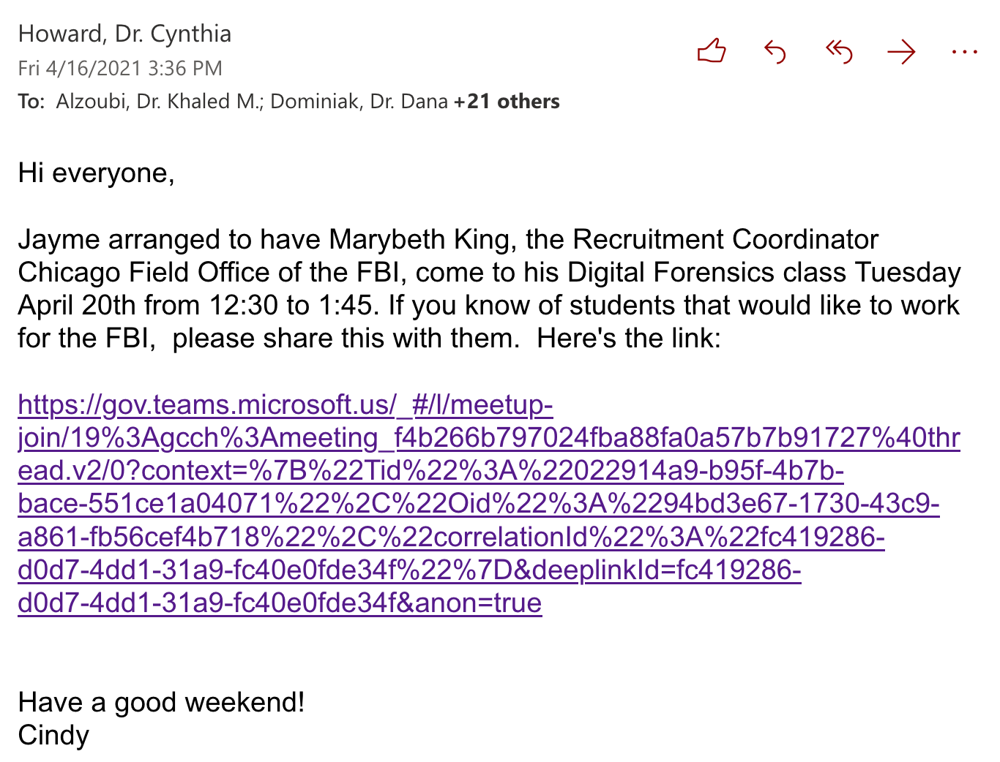 Howard, Dr. Cynthia
Fri 4/16/2021 3:36 PM
To: Alzoubi, Dr. Khaled M.; Dominiak, Dr. Dana +21 others
Hi everyone,
Jayme arranged to have Marybeth King, the Recruitment Coordinator
Chicago Field Office of the FBI, come to his Digital Forensics class Tuesday
April 20th from 12:30 to 1:45. If you know of students that would like to work
for the FBI,  please share this with them.  Here's the link:
https://gov.teams.microsoft.us/_#/l/meetup-
join/19%3Agcch%3Ameeting_f4b266b797024fba88fa0a57b7b91727%40thr
ead.v2/0?context=%7B%22Tid%22%3A%22022914a9-b95f-4b7b-
bace-551ce1a04071%22%2C%22Oid%22%3A%2294bd3e67-1730-43c9-
a861-fb56cef4b718%22%2C%22correlationId%22%3A%22fc419286-
d0d7-4dd1-31a9-fc40e0fde34f%22%7D&deeplinkId=fc419286-
d0d7-4dd1-31a9-fc40e0fde34f&anon=true
Have a good weekend!
Cindy